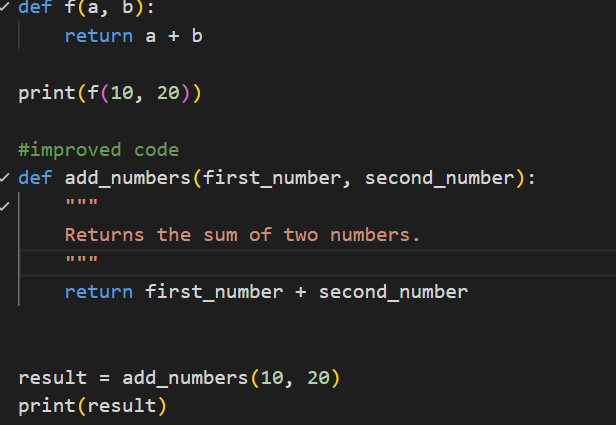 def f(a, b):
    return a + b

print(f(10, 20))

#improved code
def add_numbers(first_number, second_number):
    """
    Returns the sum of two numbers.
    """
    return first_number + second_number


result = add_numbers(10, 20)
print(result)